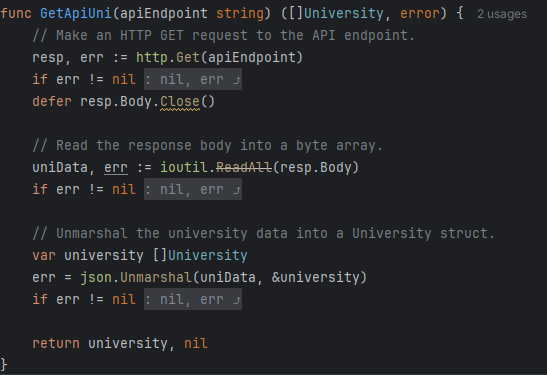 func GetApiUni(apiEndpoint string) ([]University, error) { 2 usages
// Make an HTTP GET request to the API endpoint.
resp, err := http.Get(apiEndpoint)
if err != nil : nil, err ⤴
defer resp.Body.Close()
// Read the response body into a byte array.
uniData, err := ioutil.ReadAll(resp.Body)
if err != nil : nil, err ⤴
// Unmarshal the university data into a University struct.
var university []University
err = json.Unmarshal(uniData, &university)
if err != nil : nil, err ⤴
return university, nil
}